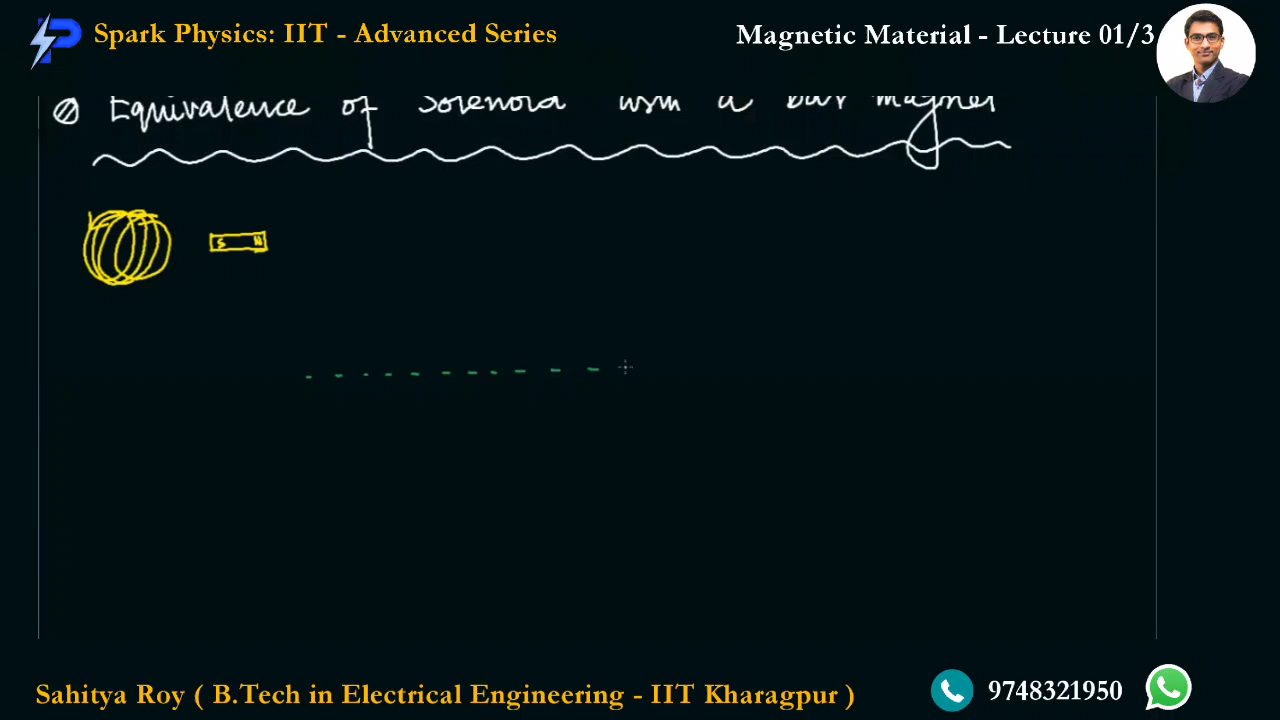 Spark Physics: IIT - Advanced Series
Magnetic Material - Lecture 01/3
Equivalence of Solenoid with a bar magnet
S N
Sahitya Roy ( B.Tech in Electrical Engineering - IIT Kharagpur )
9748321950